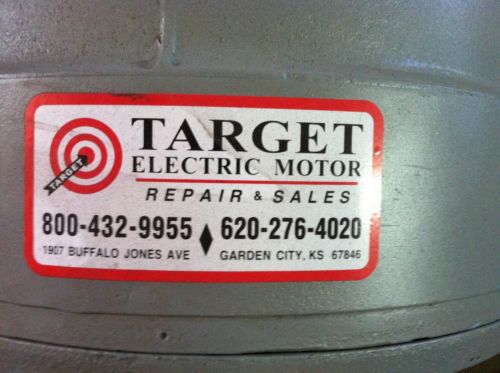 TARGET
TARGET
ELECTRIC MOTOR
REPAIR & SALES
800-432-9955 ♦ 620-276-4020
1907 BUFFALO JONES AVE GARDEN CITY, KS 67846